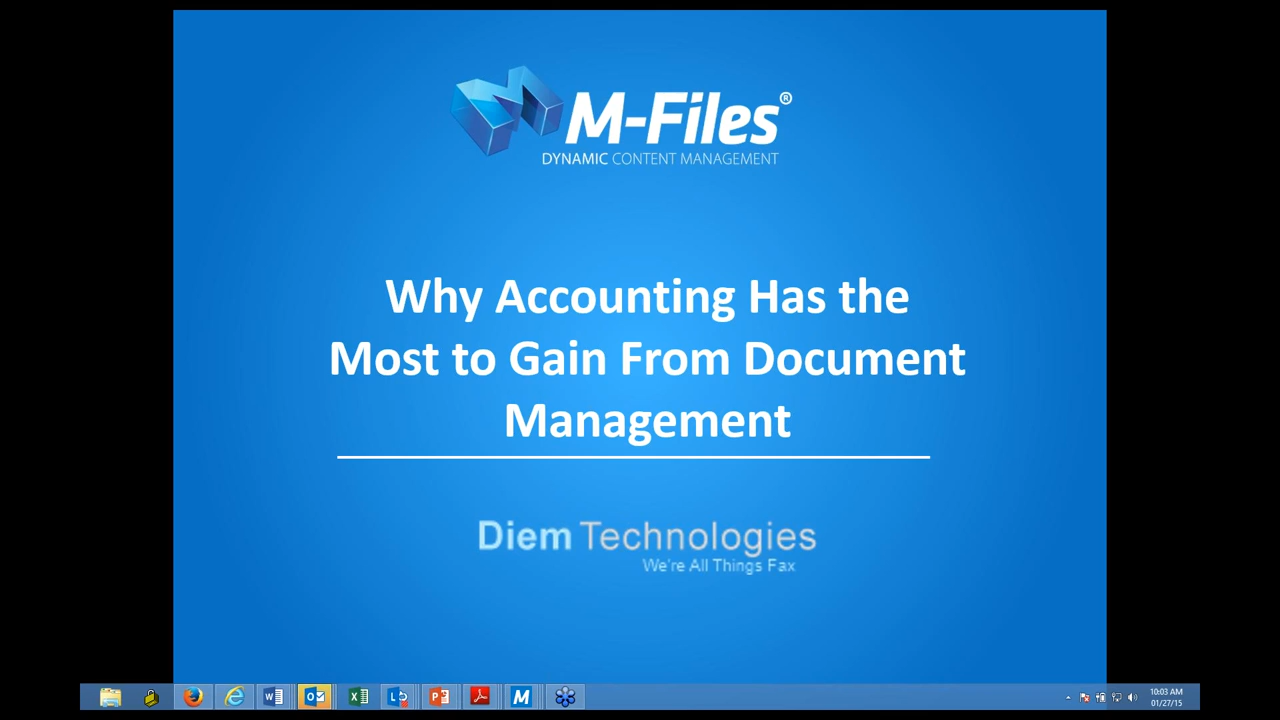 M-Files®
DYNAMIC CONTENT MANAGEMENT
Why Accounting Has the
Most to Gain From Document
Management
Diem Technologies
We're All Things Fax
10:03 AM
01/27/15